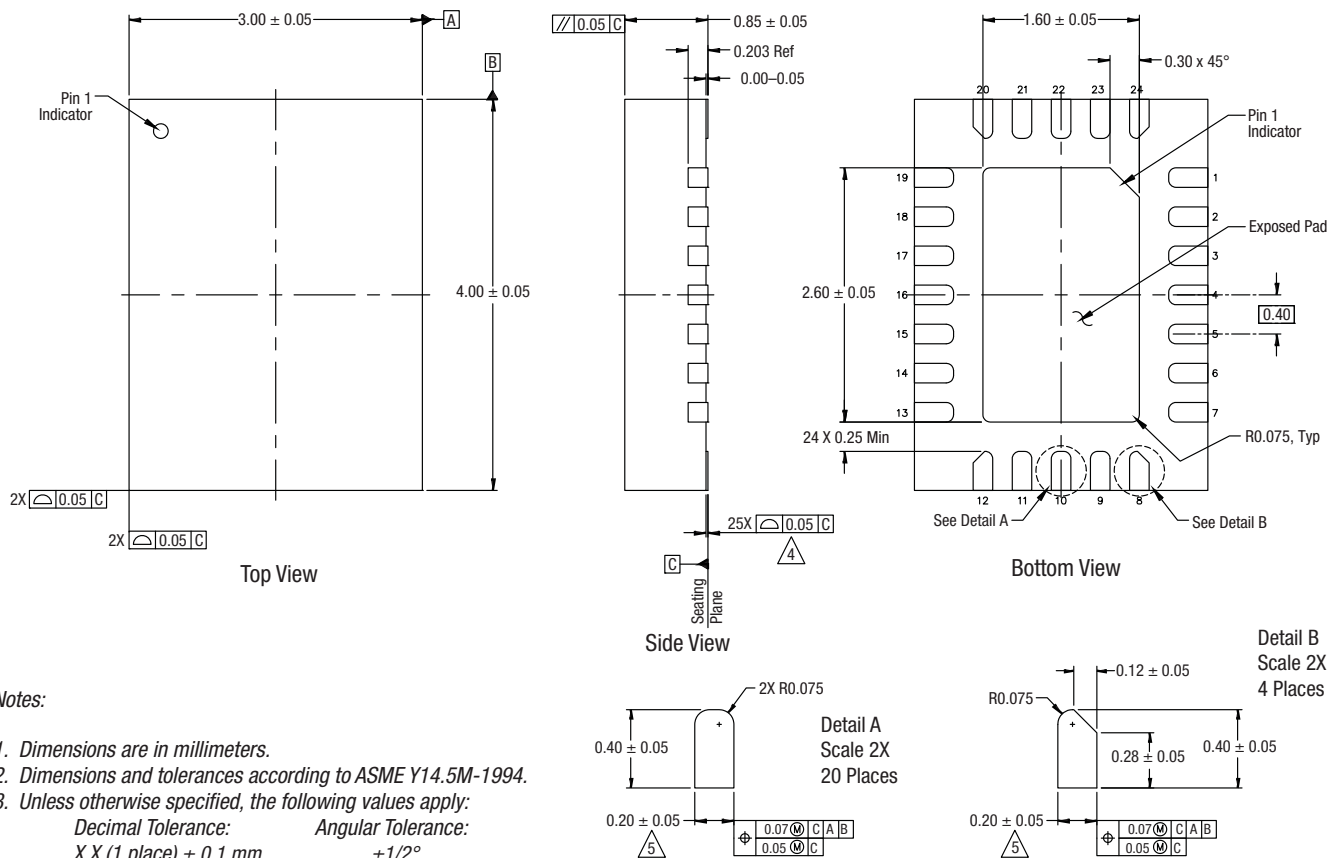 3.00 ± 0.05
A
B
Pin 1
Indicator
4.00 ± 0.05
2X ⌓ 0.05 C
2X ⌓ 0.05 C
Top View
// 0.05 C
0.85 ± 0.05
0.203 Ref
0.00–0.05
25X ⌓ 0.05 C
4
C
Seating
Plane
Side View
1.60 ± 0.05
0.30 x 45°
20 21 22 23 24
Pin 1
Indicator
19
18
17
16
15
14
13
1
2
3
4
5
6
7
Exposed Pad
2.60 ± 0.05
0.40
24 X 0.25 Min
R0.075, Typ
12 11 10 9 8
See Detail A
See Detail B
Bottom View
2X R0.075
0.40 ± 0.05
Detail A
Scale 2X
20 Places
0.20 ± 0.05
5
⌖ 0.07 Ⓜ C A B
0.05 Ⓜ C
Detail B
Scale 2X
4 Places
0.12 ± 0.05
R0.075
0.28 ± 0.05
0.40 ± 0.05
0.20 ± 0.05
5
⌖ 0.07 Ⓜ C A B
0.05 Ⓜ C
otes:
. Dimensions are in millimeters.
. Dimensions and tolerances according to ASME Y14.5M-1994.
. Unless otherwise specified, the following values apply:
Decimal Tolerance: Angular Tolerance:
X.X (1 place) ± 0.1 mm ±1/2°